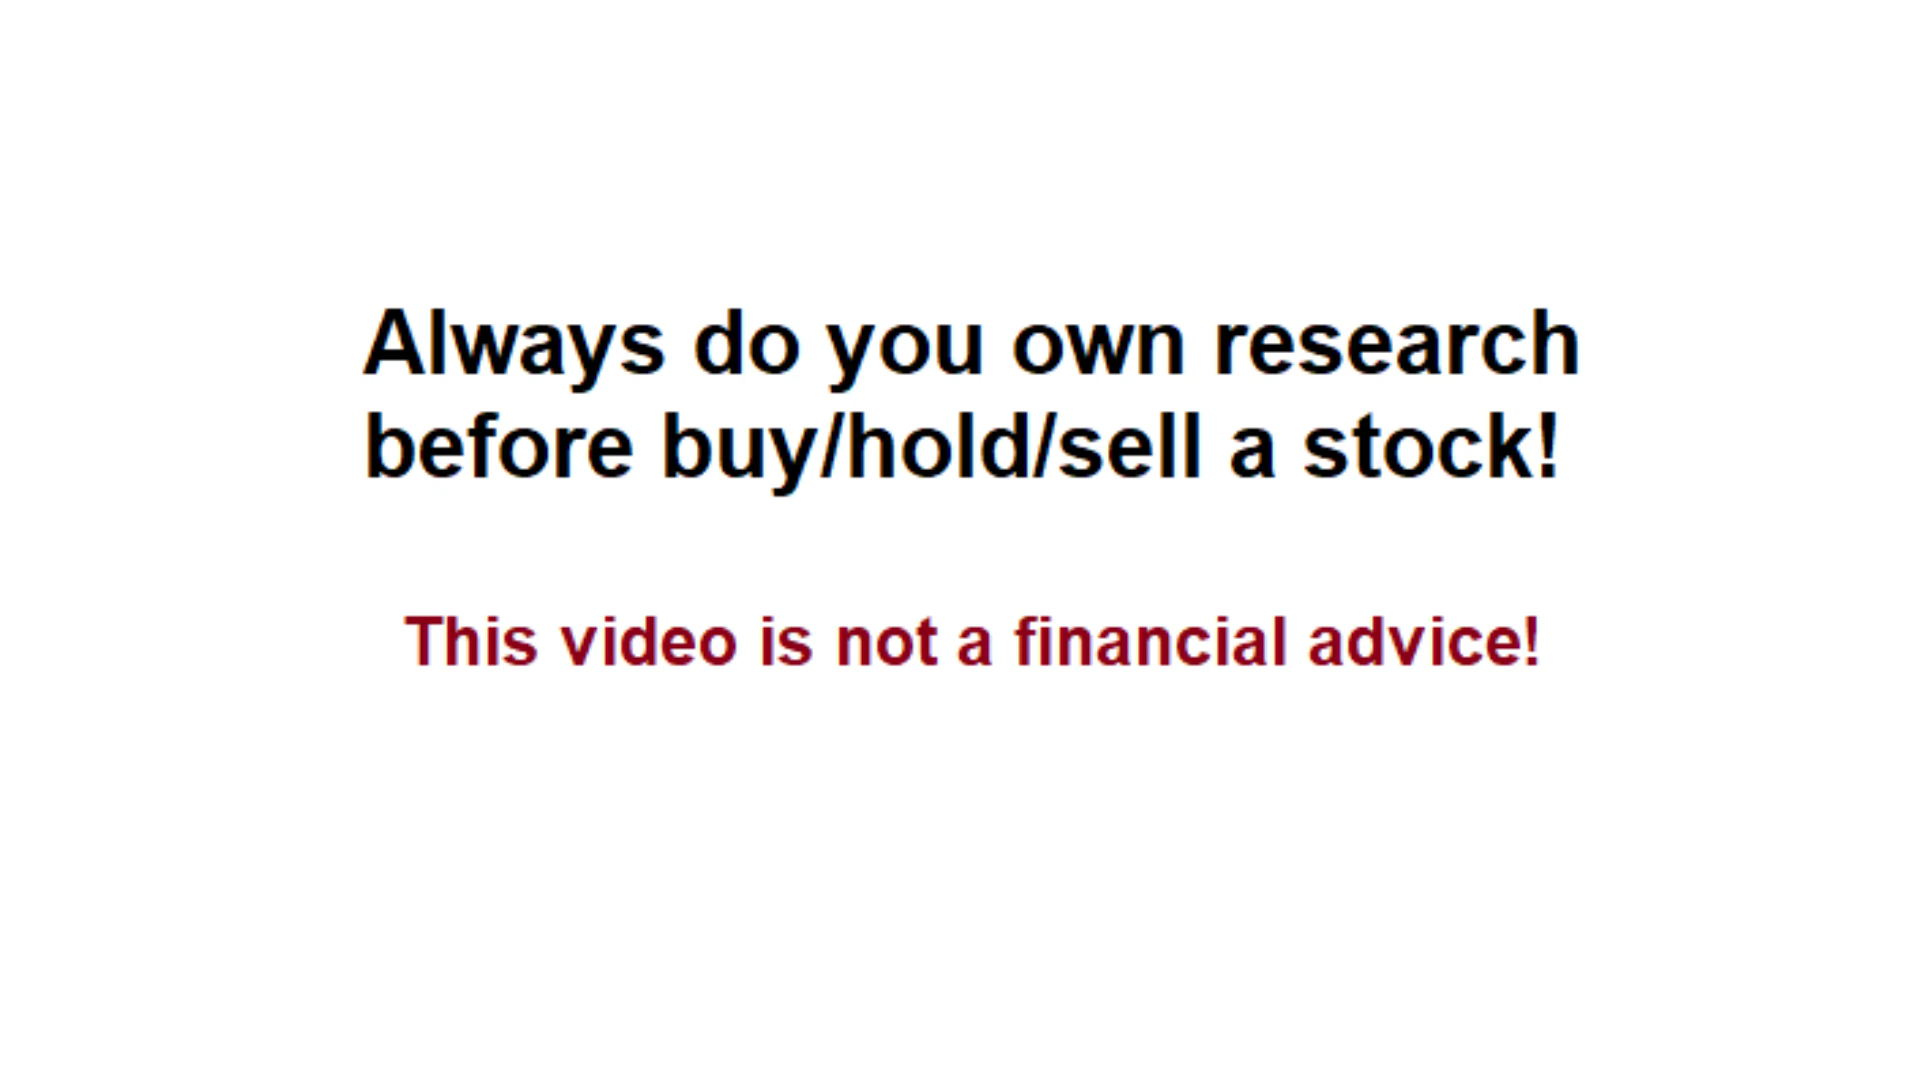 Always do you own research
before buy/hold/sell a stock!
This video is not a financial advice!